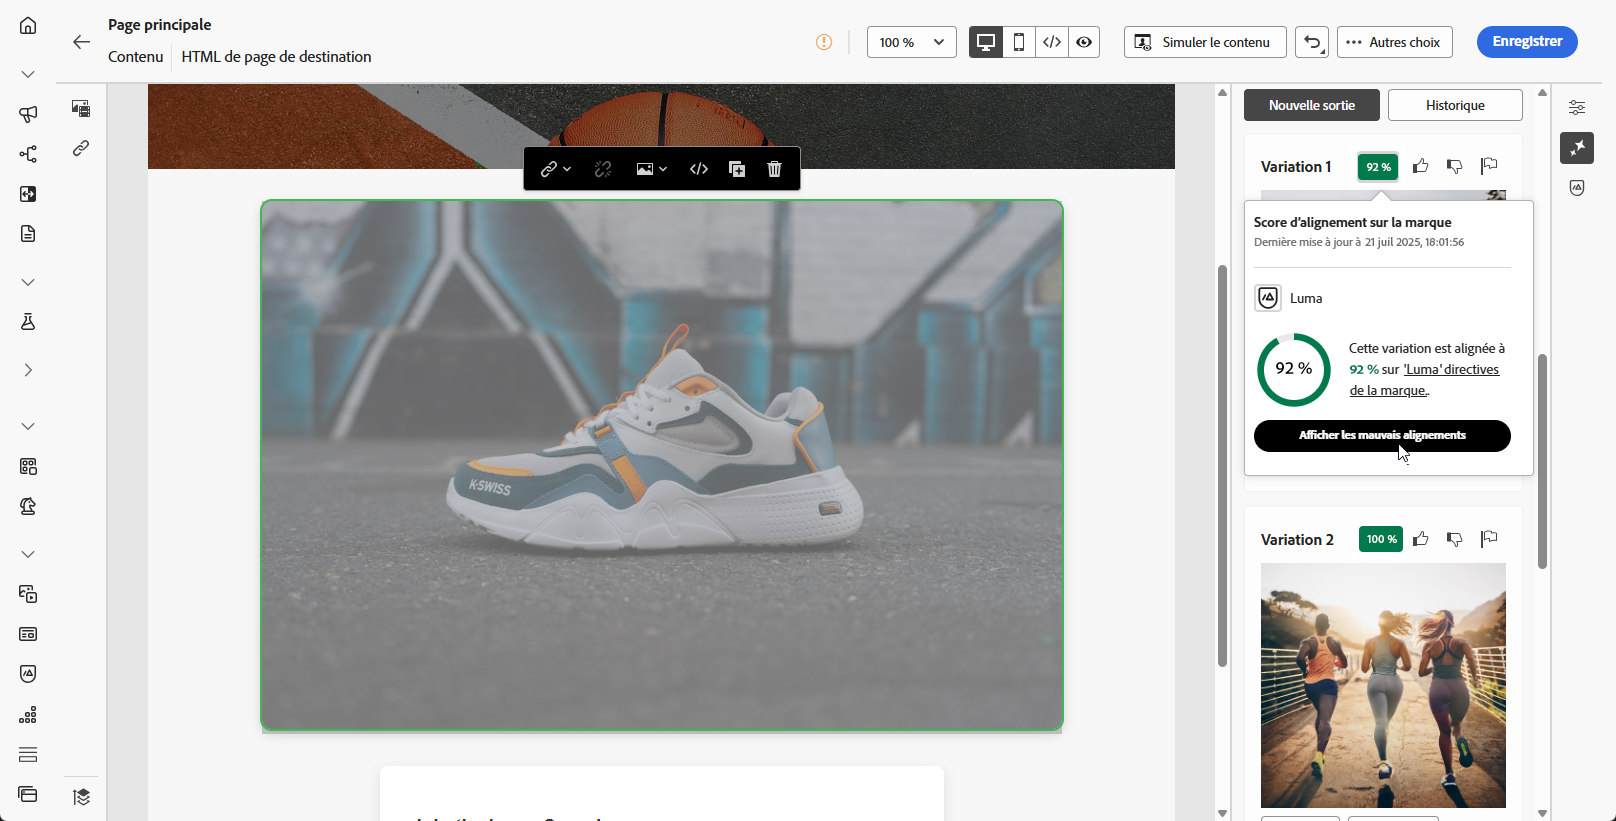 Page principale
Contenu
HTML de page de destination
100 %
Simuler le contenu
Autres choix
Enregistrer
Nouvelle sortie
Historique
Variation 1
92 %
Score d'alignement sur la marque
Dernière mise à jour à 21 juil 2025, 18:01:56
Luma
92 %
Cette variation est alignée à
92 % sur 'Luma' directives
de la marque..
Afficher les mauvais alignements
K-SWISS
Variation 2
100 %